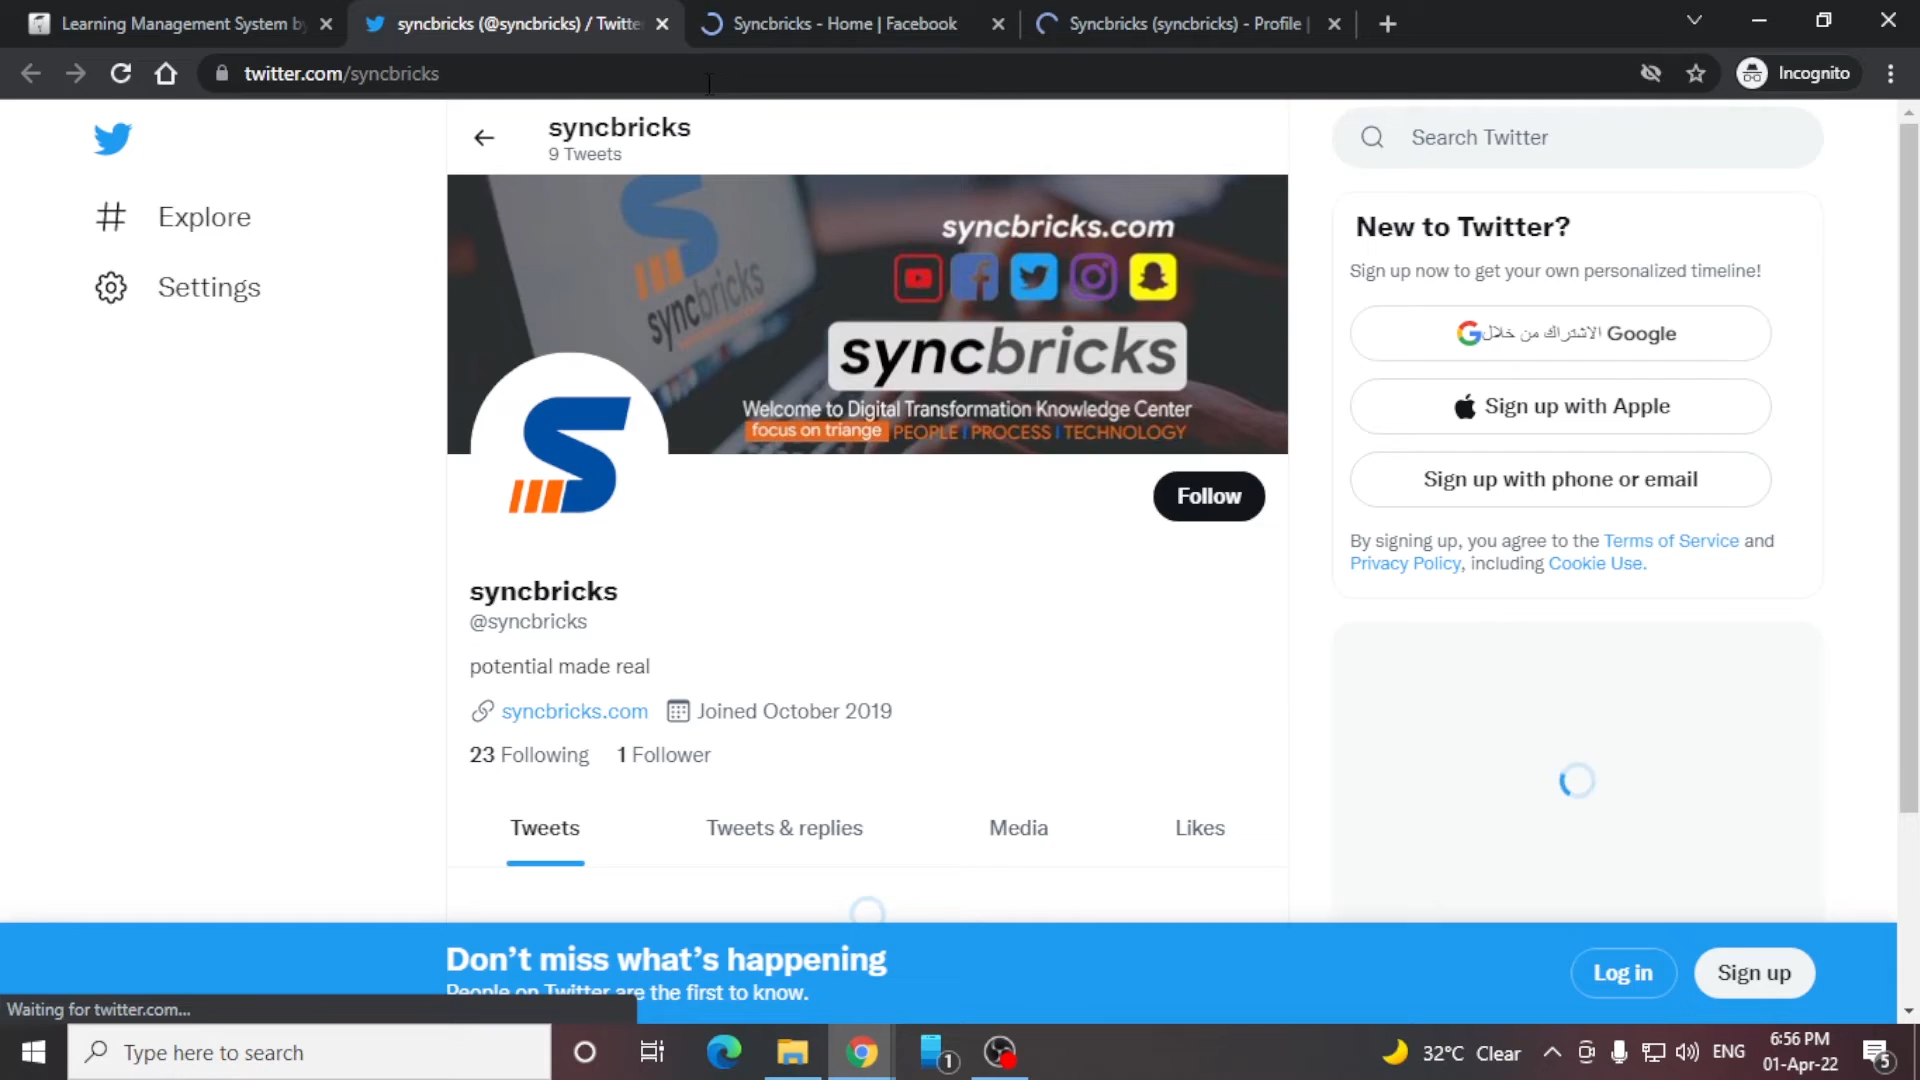 Learning Management System by
syncbricks (@syncbricks) / Twitte
Syncbricks - Home | Facebook
Syncbricks (syncbricks) - Profile |
twitter.com/syncbricks
Incognito
syncbricks
9 Tweets
Search Twitter
Explore
Settings
syncbricks.com
syncbricks
syncbricks
Welcome to Digital Transformation Knowledge Center
focus on triange PEOPLE | PROCESS | TECHNOLOGY
Follow
syncbricks
@syncbricks
potential made real
syncbricks.com Joined October 2019
23 Following 1 Follower
Tweets Tweets & replies Media Likes
New to Twitter?
Sign up now to get your own personalized timeline!
الاشتراك من خلال Google
Sign up with Apple
Sign up with phone or email
By signing up, you agree to the Terms of Service and
Privacy Policy, including Cookie Use.
Don’t miss what’s happening
People on Twitter are the first to know.
Log in
Sign up
Waiting for twitter.com...
Type here to search
1
32°C Clear
ENG
6:56 PM
01-Apr-22
5